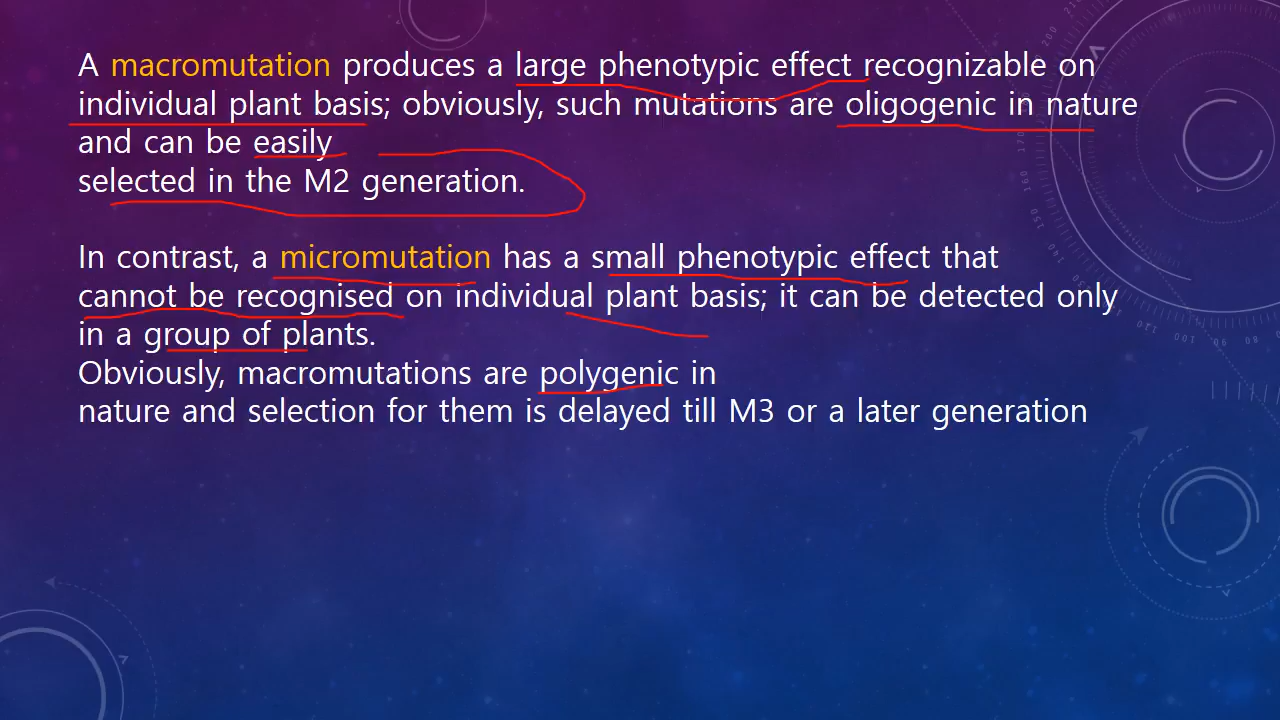 A macromutation produces a large phenotypic effect recognizable on
individual plant basis; obviously, such mutations are oligogenic in nature
and can be easily
selected in the M2 generation.
In contrast, a micromutation has a small phenotypic effect that
cannot be recognised on individual plant basis; it can be detected only
in a group of plants.
Obviously, macromutations are polygenic in
nature and selection for them is delayed till M3 or a later generation